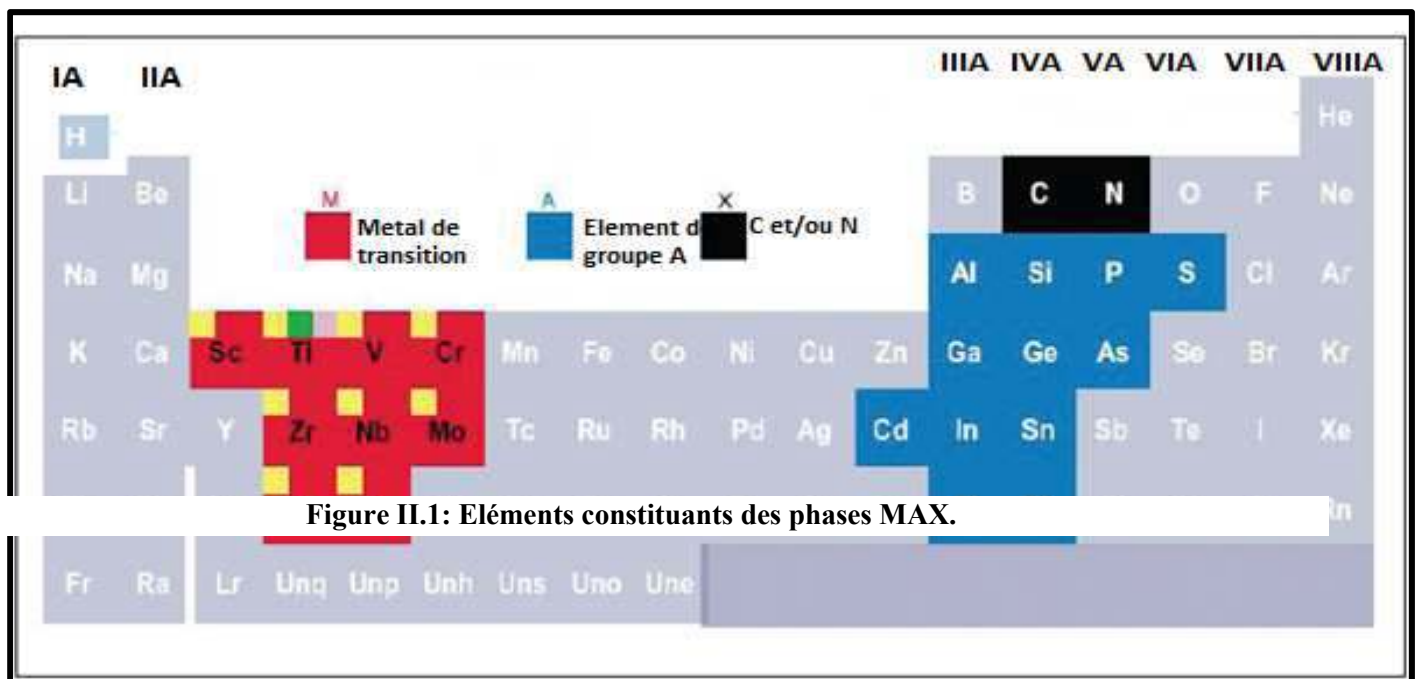 IA IIA IIIA IVA VA VIA VIIA VIIIA
H He
Li Be B C N O F Ne
M A X
Metal de Element d C et/ou N
transition groupe A
Na Mg Al Si P S Cl Ar
K Ca Sc Ti V Cr Mn Fe Co Ni Cu Zn Ga Ge As Se Br Kr
Rb Sr Y Zr Nb Mo Tc Ru Rh Pd Ag Cd In Sn Sb Te I Xe
Figure II.1: Eléments constituants des phases MAX. Rn
Fr Ra Lr Unq Unp Unh Uns Uno Une